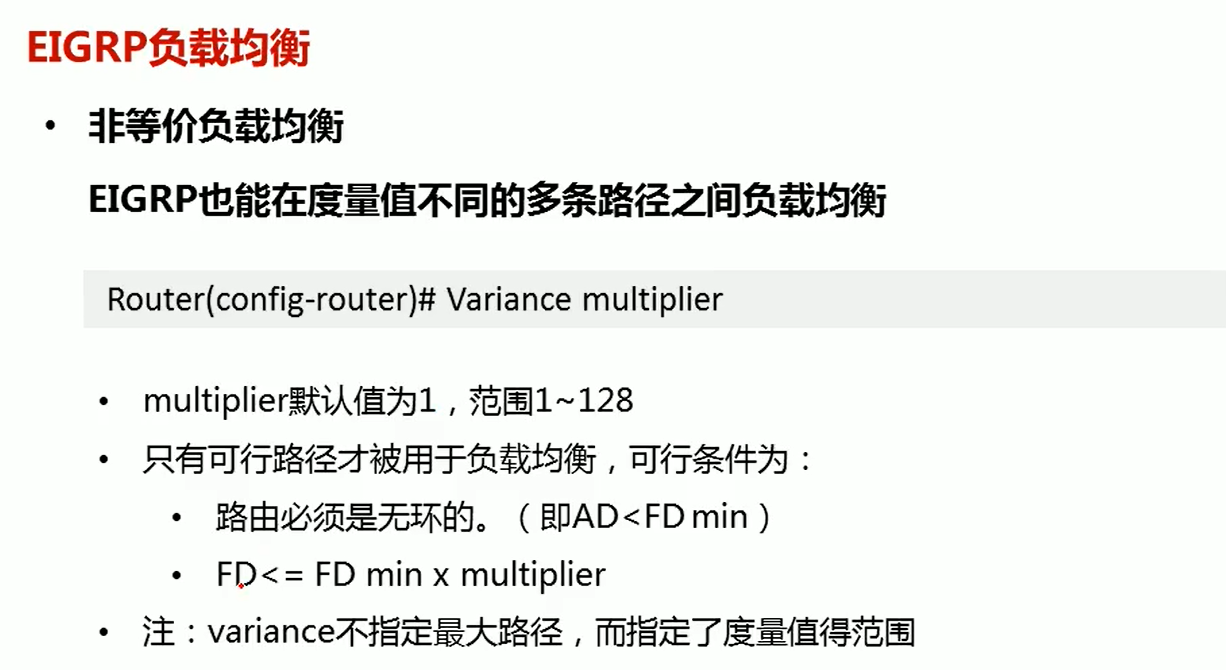 EIGRP负载均衡
• 非等价负载均衡
EIGRP也能在度量值不同的多条路径之间负载均衡
Router(config-router)# Variance multiplier
• multiplier默认值为1，范围1~128
• 只有可行路径才被用于负载均衡，可行条件为：
• 路由必须是无环的。（即AD<FD min）
• FD<= FD min x multiplier
• 注：variance不指定最大路径，而指定了度量值得范围